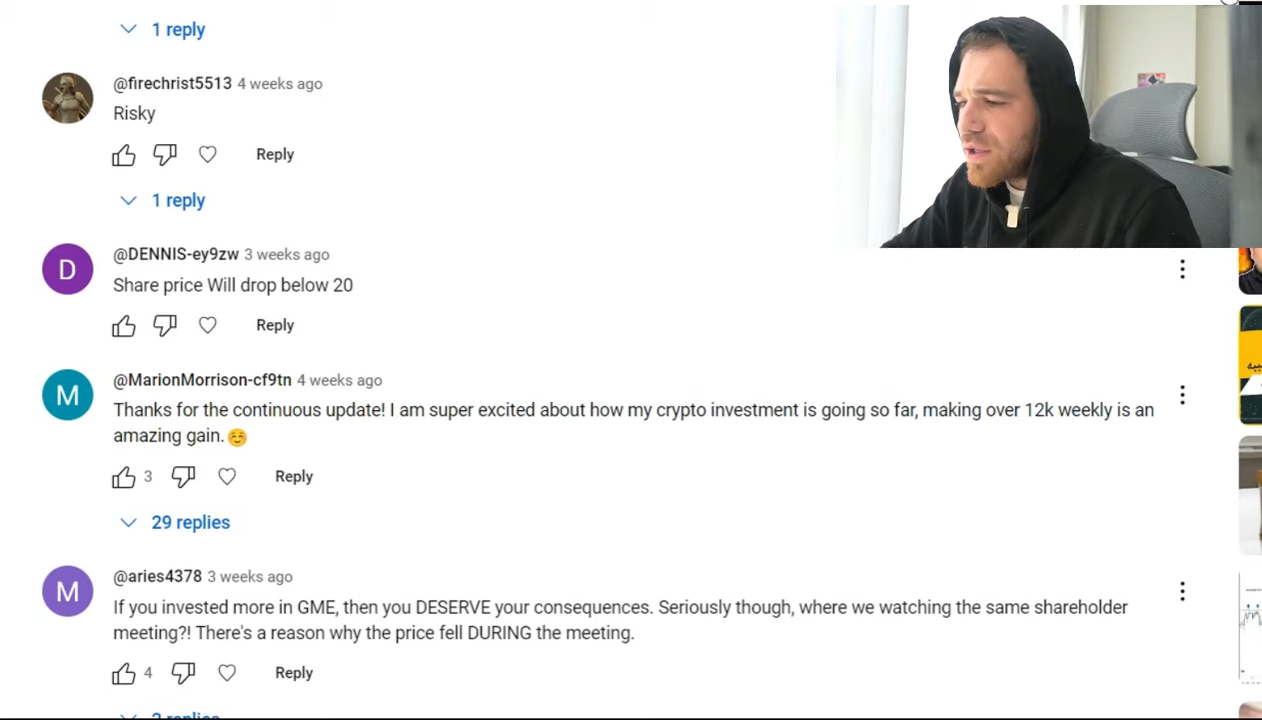 1 reply
@firechrist5513 4 weeks ago
Risky
Reply
1 reply
D
@DENNIS-ey9zw 3 weeks ago
Share price Will drop below 20
Reply
M
@MarionMorrison-cf9tn 4 weeks ago
Thanks for the continuous update! I am super excited about how my crypto investment is going so far, making over 12k weekly is an
amazing gain.☺️
3 Reply
29 replies
M
@aries4378 3 weeks ago
If you invested more in GME, then you DESERVE your consequences. Seriously though, where we watching the same shareholder
meeting?! There's a reason why the price fell DURING the meeting.
4 Reply
replies